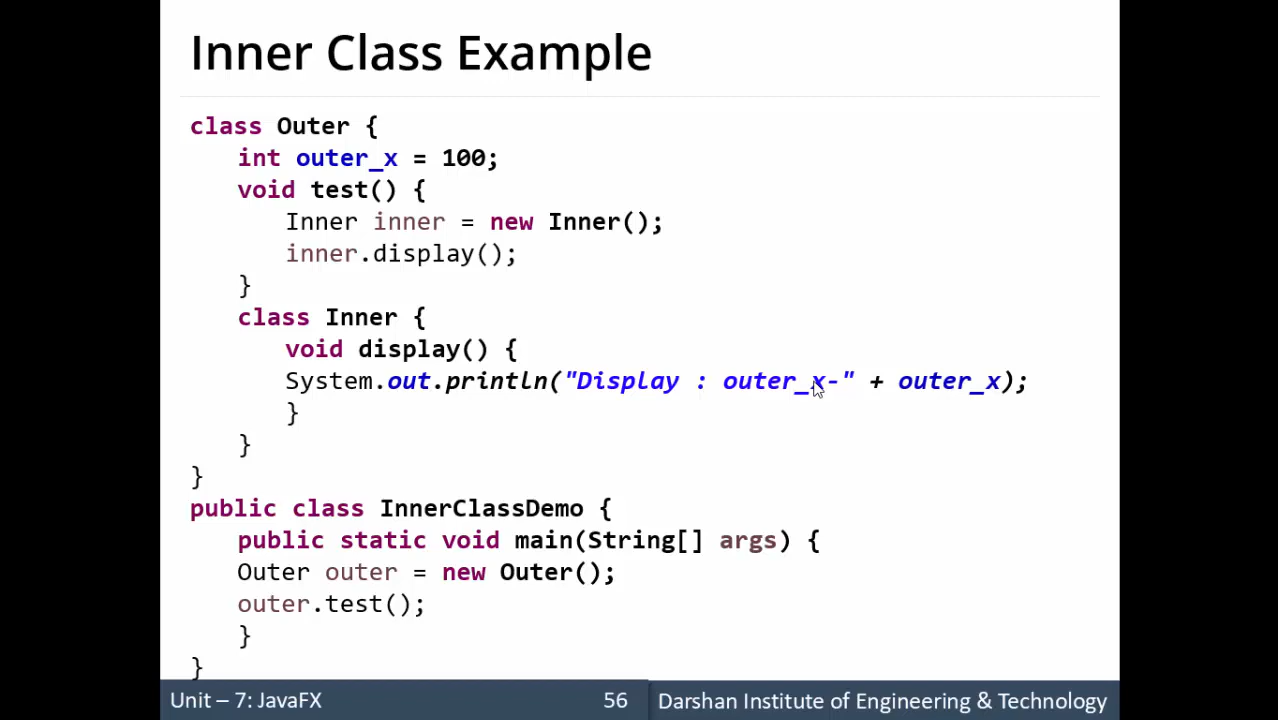 Inner Class Example
class Outer {
int outer_x = 100;
void test() {
Inner inner = new Inner();
inner.display();
}
class Inner {
void display() {
System.out.println("Display : outer_x-" + outer_x);
}
}
}
public class InnerClassDemo {
public static void main(String[] args) {
Outer outer = new Outer();
outer.test();
}
}
Unit – 7: JavaFX 56 Darshan Institute of Engineering & Technology